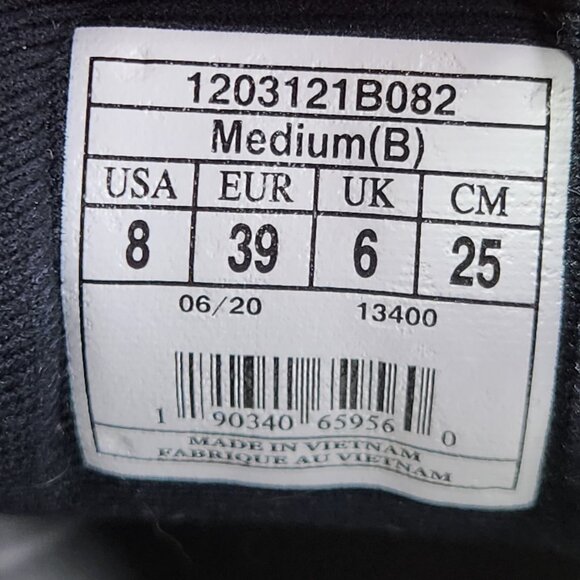 1203121B082
Medium(B)
USA EUR UK CM
8 39 6 25
06/20 13400
1 90340 65956 0
MADE IN VIETNAM
FABRIQUE AU VIETNAM